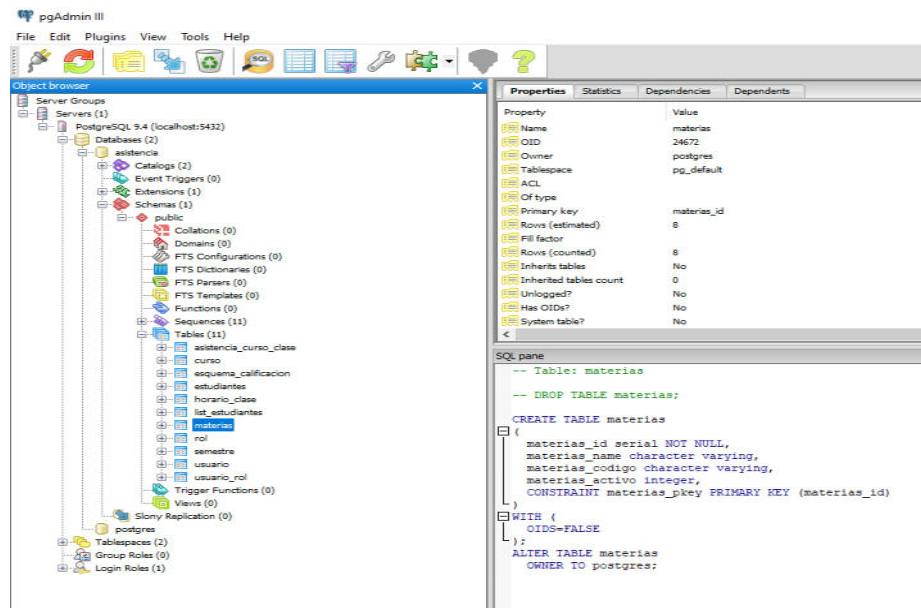 pgAdmin III
File Edit Plugins View Tools Help
SQL
Object browser
Server Groups
Servers (1)
PostgreSQL 9.4 (localhost:5432)
Databases (2)
asistencia
Catalogs (2)
Event Triggers (0)
Extensions (1)
Schemas (1)
public
Collations (0)
Domains (0)
FTS Configurations (0)
FTS Dictionaries (0)
FTS Parsers (0)
FTS Templates (0)
Functions (0)
Sequences (11)
Tables (11)
asistencia_curso_clase
curso
esquema_calificacion
estudiantes
horario_clase
list_estudiantes
materias
rol
semestre
usuario
usuario_rol
Trigger Functions (0)
Views (0)
Slony Replication (0)
postgres
Tablespaces (2)
Group Roles (0)
Login Roles (1)
Properties Statistics Dependencies Dependents
Property Value
Name materias
OID 24672
Owner postgres
Tablespace pg_default
ACL
Of type
Primary key materias_id
Rows (estimated) 8
Fill factor
Rows (counted) 8
Inherits tables No
Inherited tables count 0
Unlogged? No
Has OIDs? No
System table? No
SQL pane
-- Table: materias
-- DROP TABLE materias;
CREATE TABLE materias
(
materias_id serial NOT NULL,
materias_name character varying,
materias_codigo character varying,
materias_activo integer,
CONSTRAINT materias_pkey PRIMARY KEY (materias_id)
)
WITH (
OIDS=FALSE
);
ALTER TABLE materias
OWNER TO postgres;